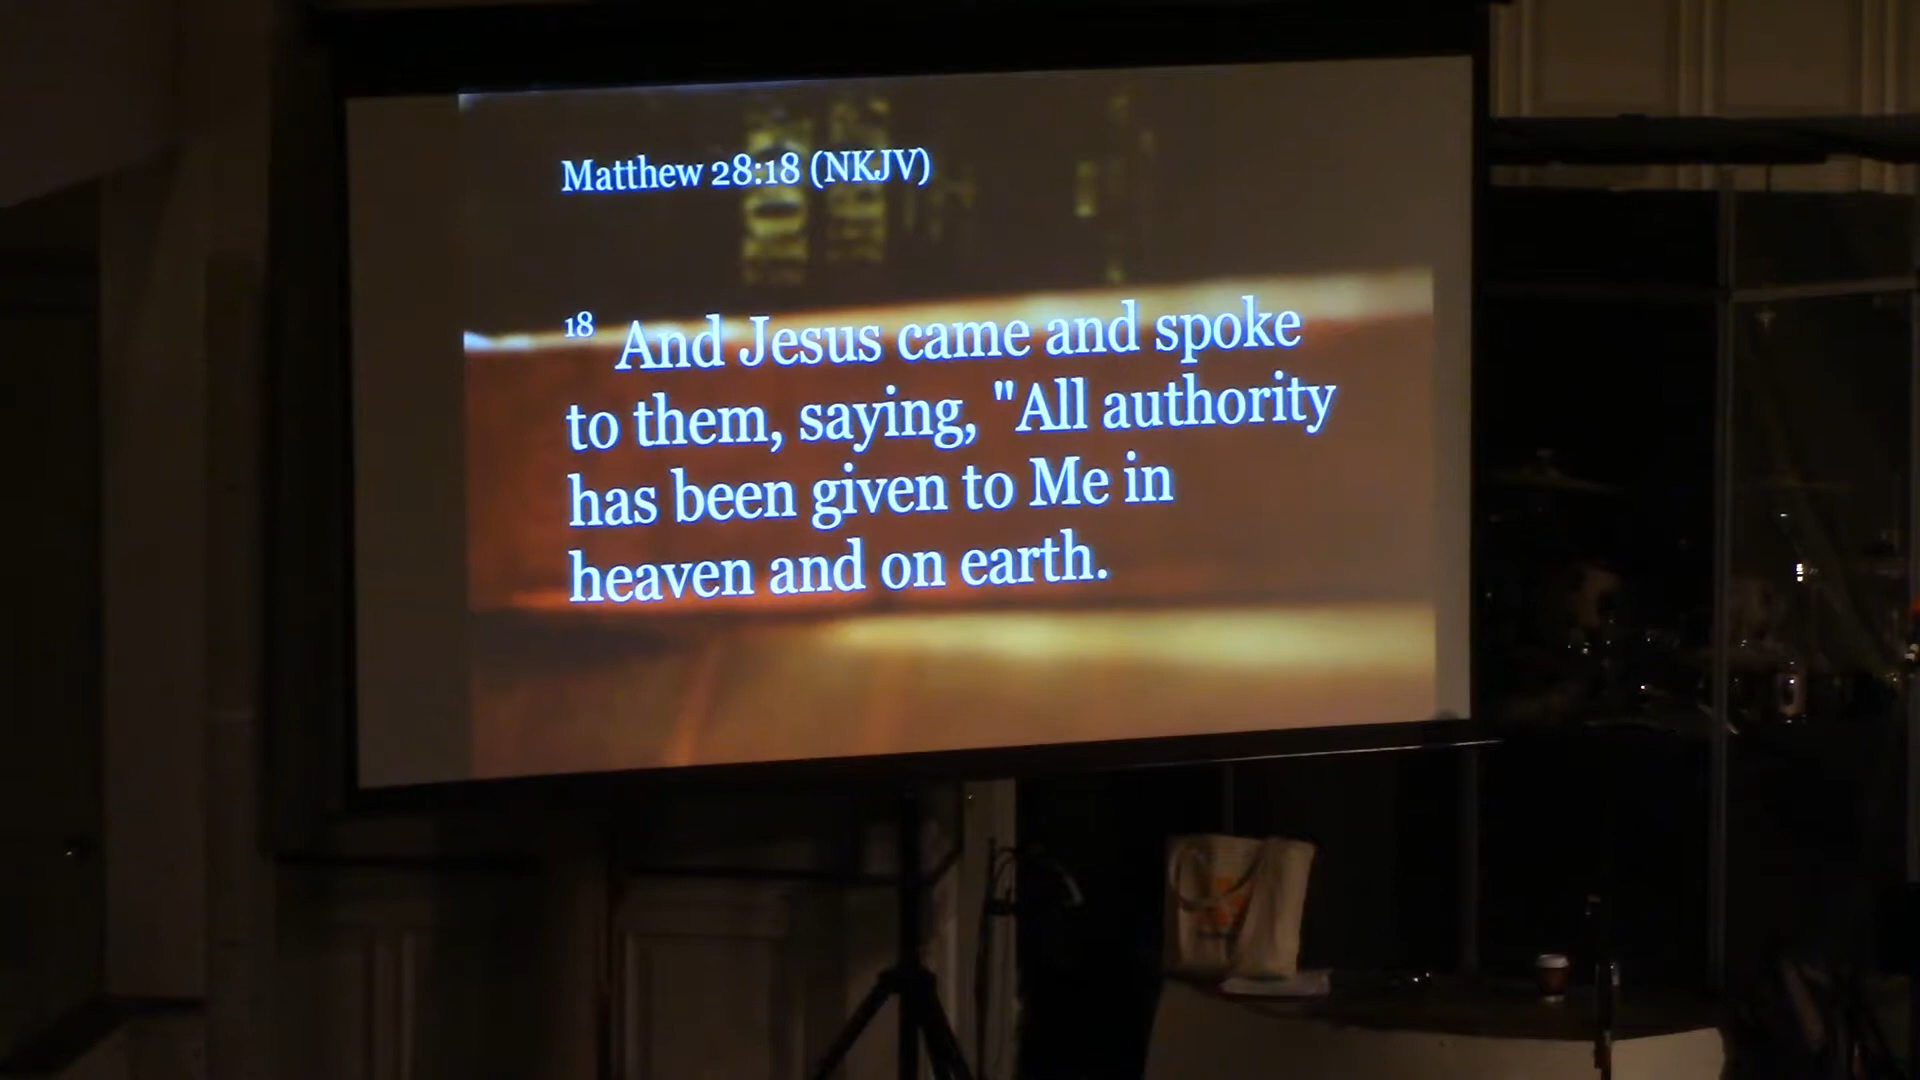 Matthew 28:18 (NKJV)
18 And Jesus came and spoke
to them, saying, "All authority
has been given to Me in
heaven and on earth.